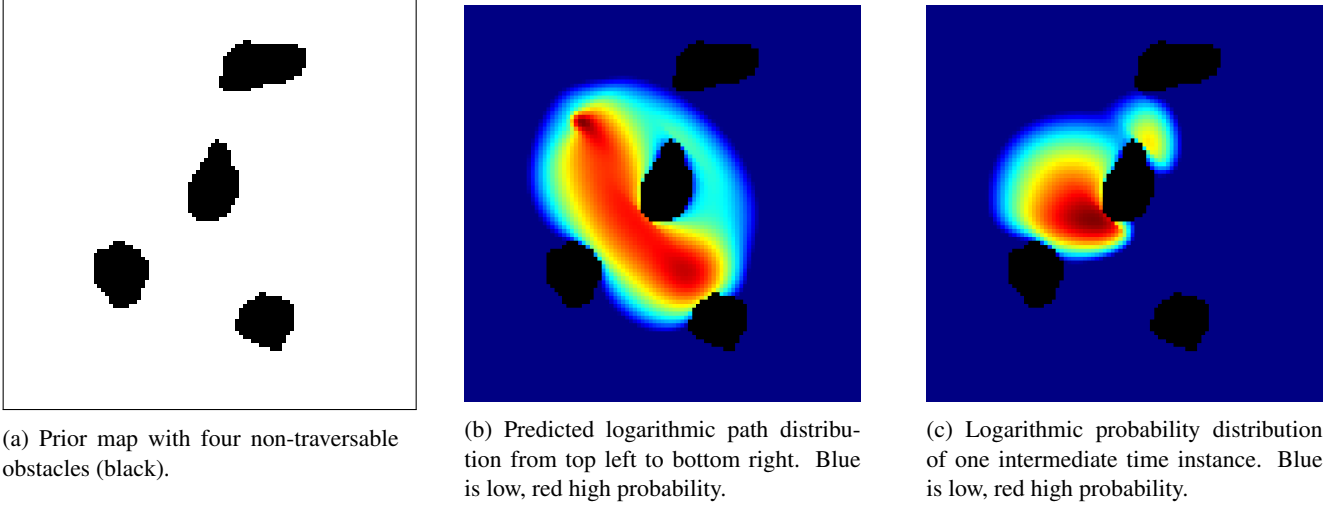 (a) Prior map with four non-traversable
obstacles (black).
(b) Predicted logarithmic path distribu-
tion from top left to bottom right. Blue
is low, red high probability.
(c) Logarithmic probability distribution
of one intermediate time instance. Blue
is low, red high probability.